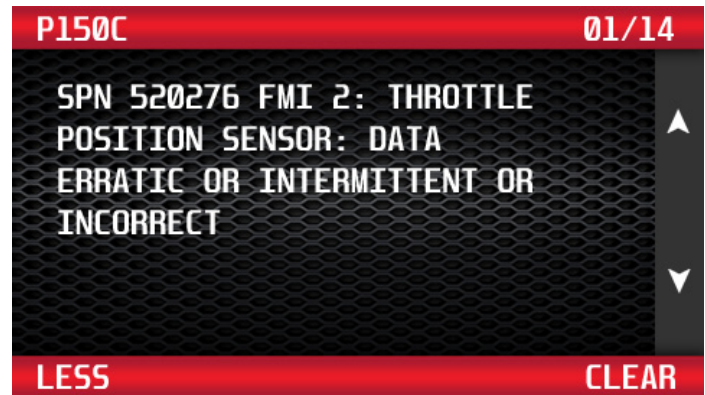 P150C 01/14
SPN 520276 FMI 2: THROTTLE
POSITION SENSOR: DATA
ERRATIC OR INTERMITTENT OR
INCORRECT
LESS CLEAR